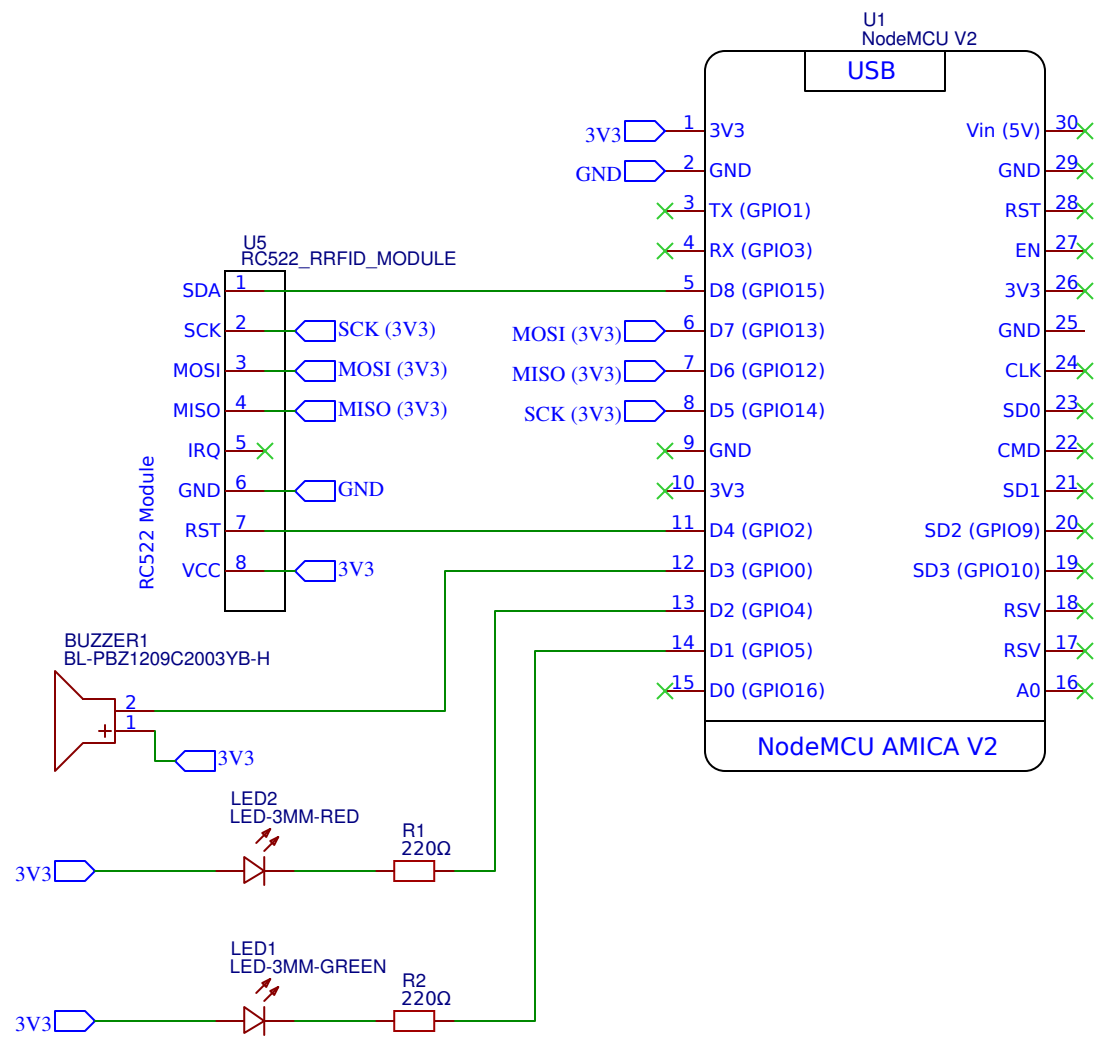 U1
NodeMCU V2
USB
3V3 1 3V3
Vin (5V) 30
GND 2 GND
GND 29
3 TX (GPIO1)
RST 28
4 RX (GPIO3)
EN 27
U5
RC522_RRFID_MODULE
SDA 1
5 D8 (GPIO15)
3V3 26
SCK 2 SCK (3V3)
MOSI (3V3) 6 D7 (GPIO13)
GND 25
MOSI 3 MOSI (3V3)
MISO (3V3) 7 D6 (GPIO12)
CLK 24
MISO 4 MISO (3V3)
SCK (3V3) 8 D5 (GPIO14)
SD0 23
IRQ 5
9 GND
CMD 22
GND 6 GND
10 3V3
SD1 21
RST 7
11 D4 (GPIO2)
SD2 (GPIO9) 20
VCC 8 3V3
12 D3 (GPIO0)
SD3 (GPIO10) 19
RC522 Module
13 D2 (GPIO4)
RSV 18
14 D1 (GPIO5)
RSV 17
15 D0 (GPIO16)
A0 16
NodeMCU AMICA V2
BUZZER1
BL-PBZ1209C2003YB-H
2
1
+
3V3
LED2
LED-3MM-RED
R1
220Ω
3V3
LED1
LED-3MM-GREEN
R2
220Ω
3V3